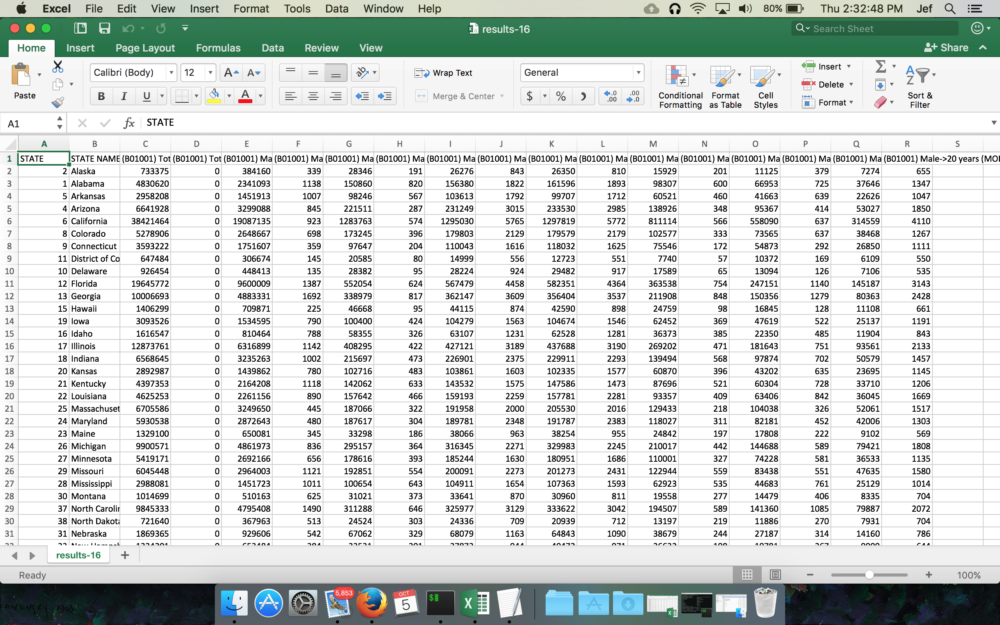 Excel File Edit View Insert Format Tools Data Window Help 80% Thu 2:32:48 PM Jef
results-16 Search Sheet
Home Insert Page Layout Formulas Data Review View Share
Paste Calibri (Body) 12 A A ab Wrap Text General Conditional Formatting Format as Table Cell Styles Insert Delete Format Sort & Filter
B I U A Merge & Center $ % .0 .00 .00 .0
A1 fx STATE
A B C D E F G H I J K L M N O P Q R S
1 STATE STATE NAME (B01001) Tot (B01001) Tot (B01001) Ma (B01001) Ma (B01001) Ma (B01001) Ma (B01001) Ma (B01001) Ma (B01001) Ma (B01001) Ma (B01001) Ma (B01001) Ma (B01001) Ma (B01001) Ma (B01001) Ma (B01001) Male->20 years (MO
2 2 Alaska 733375 0 384160 339 28346 191 26276 843 26350 810 15929 201 11125 379 7274 655
3 1 Alabama 4830620 0 2341093 1138 150860 820 156380 1822 161596 1893 98307 600 66953 725 37646 1347
4 5 Arkansas 2958208 0 1451913 1007 98246 567 103613 1792 99707 1712 60521 460 41663 639 22626 1047
5 4 Arizona 6641928 0 3299088 845 221511 287 231249 3015 233530 2985 138926 348 95367 414 53027 1850
6 6 California 38421464 0 19087135 923 1283763 574 1295030 5765 1297819 5772 811114 566 558090 637 314559 4110
7 8 Colorado 5278906 0 2648667 698 173245 396 179803 2129 179579 2179 102577 333 73565 637 38468 1267
8 9 Connecticut 3593222 0 1751607 359 97647 204 110043 1616 118032 1625 75546 172 54873 292 26850 1111
9 11 District of Co 647484 0 306674 145 20585 80 14999 556 12723 551 7740 57 10372 169 6109 550
10 10 Delaware 926454 0 448413 135 28382 95 28224 924 29482 917 17589 65 13094 126 7106 535
11 12 Florida 19645772 0 9600009 1387 552054 624 567479 4458 582351 4364 363538 754 247151 1140 145187 3143
12 13 Georgia 10006693 0 4883331 1692 338979 817 362147 3609 356404 3537 211908 848 150356 1279 80363 2428
13 15 Hawaii 1406299 0 709871 225 46668 95 44115 874 42590 898 24759 98 16845 128 11108 661
14 19 Iowa 3093526 0 1534595 790 100400 424 104279 1563 104674 1546 62452 369 47619 522 25137 1191
15 16 Idaho 1616547 0 810464 788 58355 326 63107 1231 62528 1281 36373 385 22350 485 11904 843
16 17 Illinois 12873761 0 6316899 1142 408295 422 427121 3189 437688 3190 269202 471 181643 751 93561 2133
17 18 Indiana 6568645 0 3235263 1002 215697 473 226901 2375 229911 2293 139494 568 97874 702 50579 1457
18 20 Kansas 2892987 0 1439862 780 102716 483 103861 1603 102335 1577 60870 396 43202 635 23695 1145
19 21 Kentucky 4397353 0 2164208 1118 142062 633 143532 1575 147586 1473 87696 521 60304 728 33710 1206
20 22 Louisiana 4625253 0 2261156 890 157642 466 159193 2259 157781 2281 93357 409 63406 842 36045 1669
21 25 Massachuset 6705586 0 3249650 445 187066 322 191958 2000 205530 2016 129433 218 104038 326 52061 1517
22 24 Maryland 5930538 0 2872643 480 187617 304 189781 2348 191787 2383 118027 311 82181 452 42006 1303
23 23 Maine 1329100 0 650081 345 33298 186 38066 963 38254 955 24842 197 17808 222 9102 569
24 26 Michigan 9900571 0 4861973 836 295157 364 316345 2271 329983 2245 210017 442 144688 589 79421 1808
25 27 Minnesota 5419171 0 2692166 656 178616 393 185244 1630 180951 1686 110001 327 74228 581 36533 1135
26 29 Missouri 6045448 0 2964003 1121 192851 554 200091 2273 201273 2431 122944 559 83438 551 47635 1580
27 28 Mississippi 2988081 0 1451723 1011 100654 643 104911 1654 107363 1593 62923 535 44683 761 25129 1014
28 30 Montana 1014699 0 510163 625 31021 373 33641 870 30960 811 19558 277 14479 406 8335 704
29 37 North Carolin 9845333 0 4795408 1490 311288 646 325977 3129 333622 3042 194507 589 141360 1085 79887 2072
30 38 North Dakota 721640 0 367963 513 24524 303 24336 709 20939 712 13197 219 11886 270 7931 704
31 31 Nebraska 1869365 0 929606 542 67062 329 68079 1163 64843 1090 38679 244 27187 314 14160 786
results-16
Ready 100%
5,853 OCT 5 $